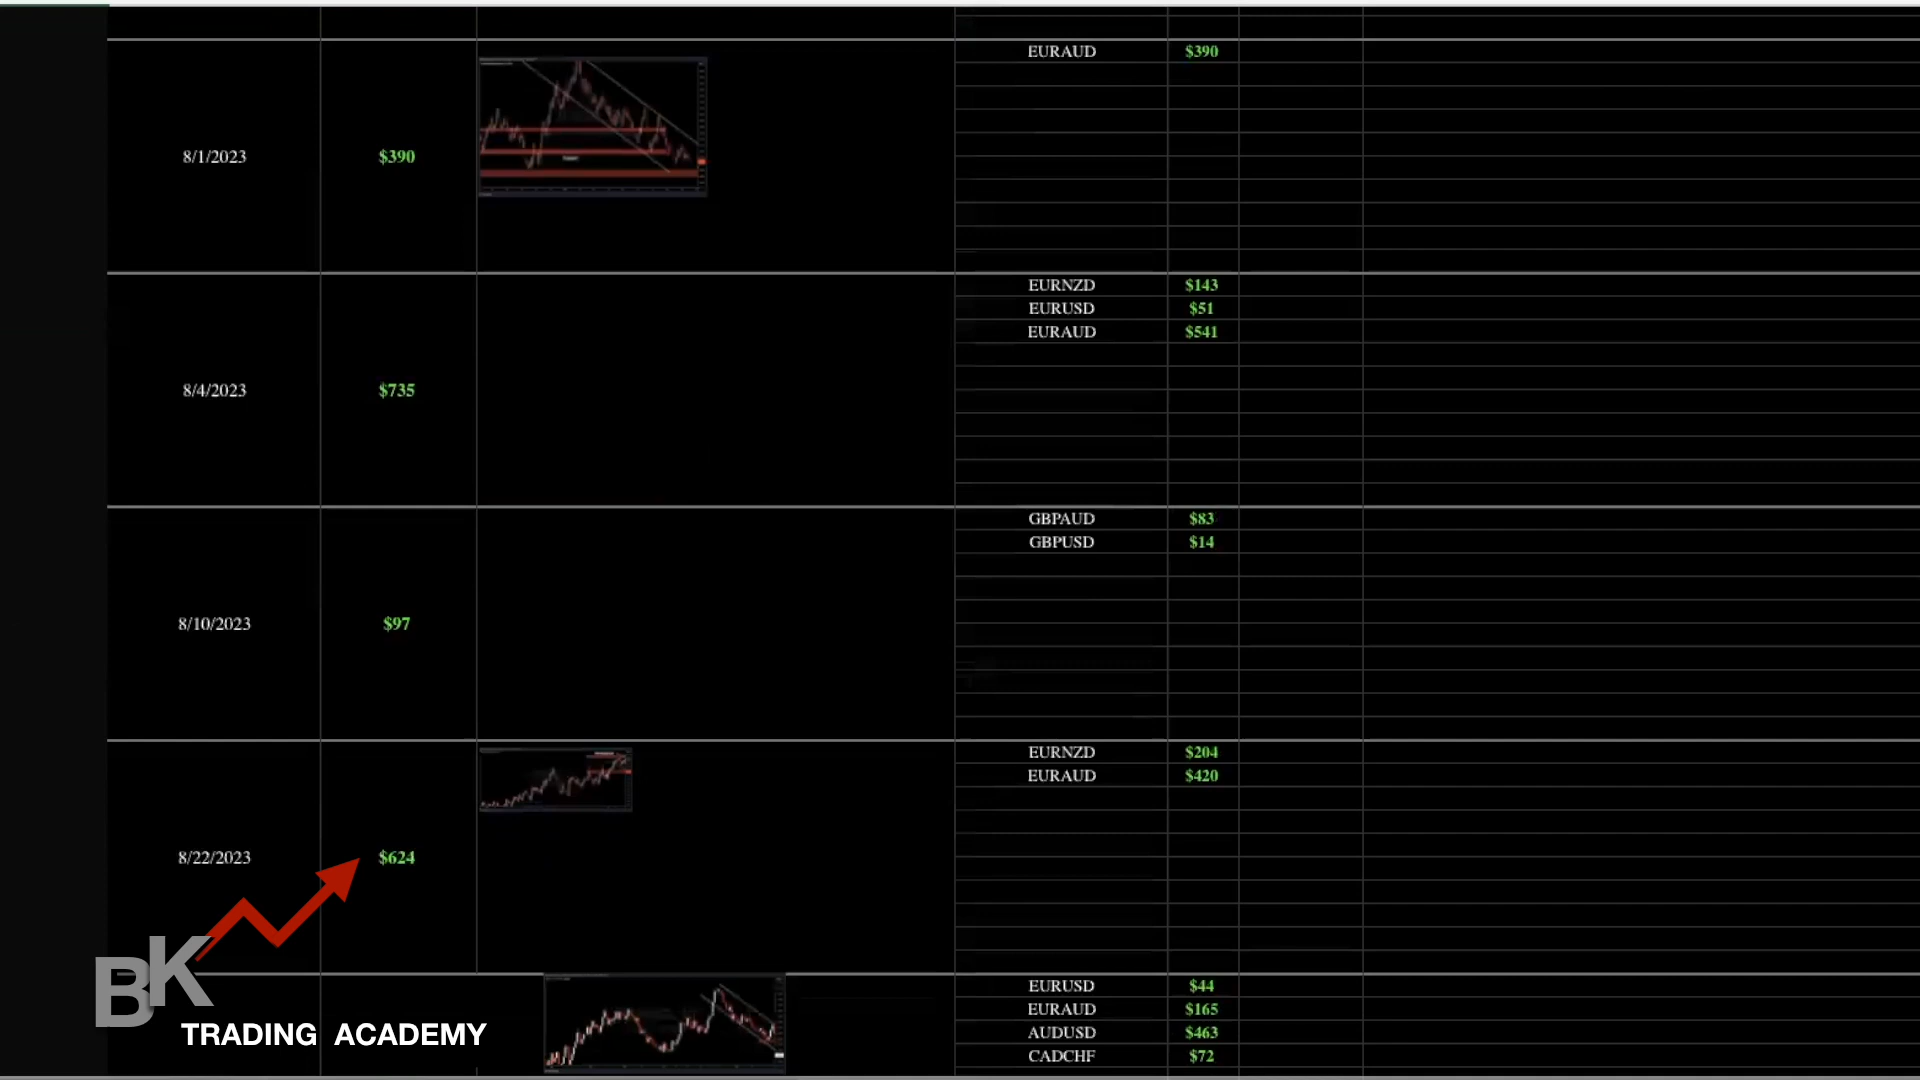 EURAUD $390
8/1/2023 $390
EURNZD $143
EURUSD $51
EURAUD $541
8/4/2023 $735
GBPAUD $83
GBPUSD $14
8/10/2023 $97
EURNZD $204
EURAUD $420
8/22/2023 $624
EURUSD $44
EURAUD $165
AUDUSD $463
CADCHF $72
BK
TRADING ACADEMY